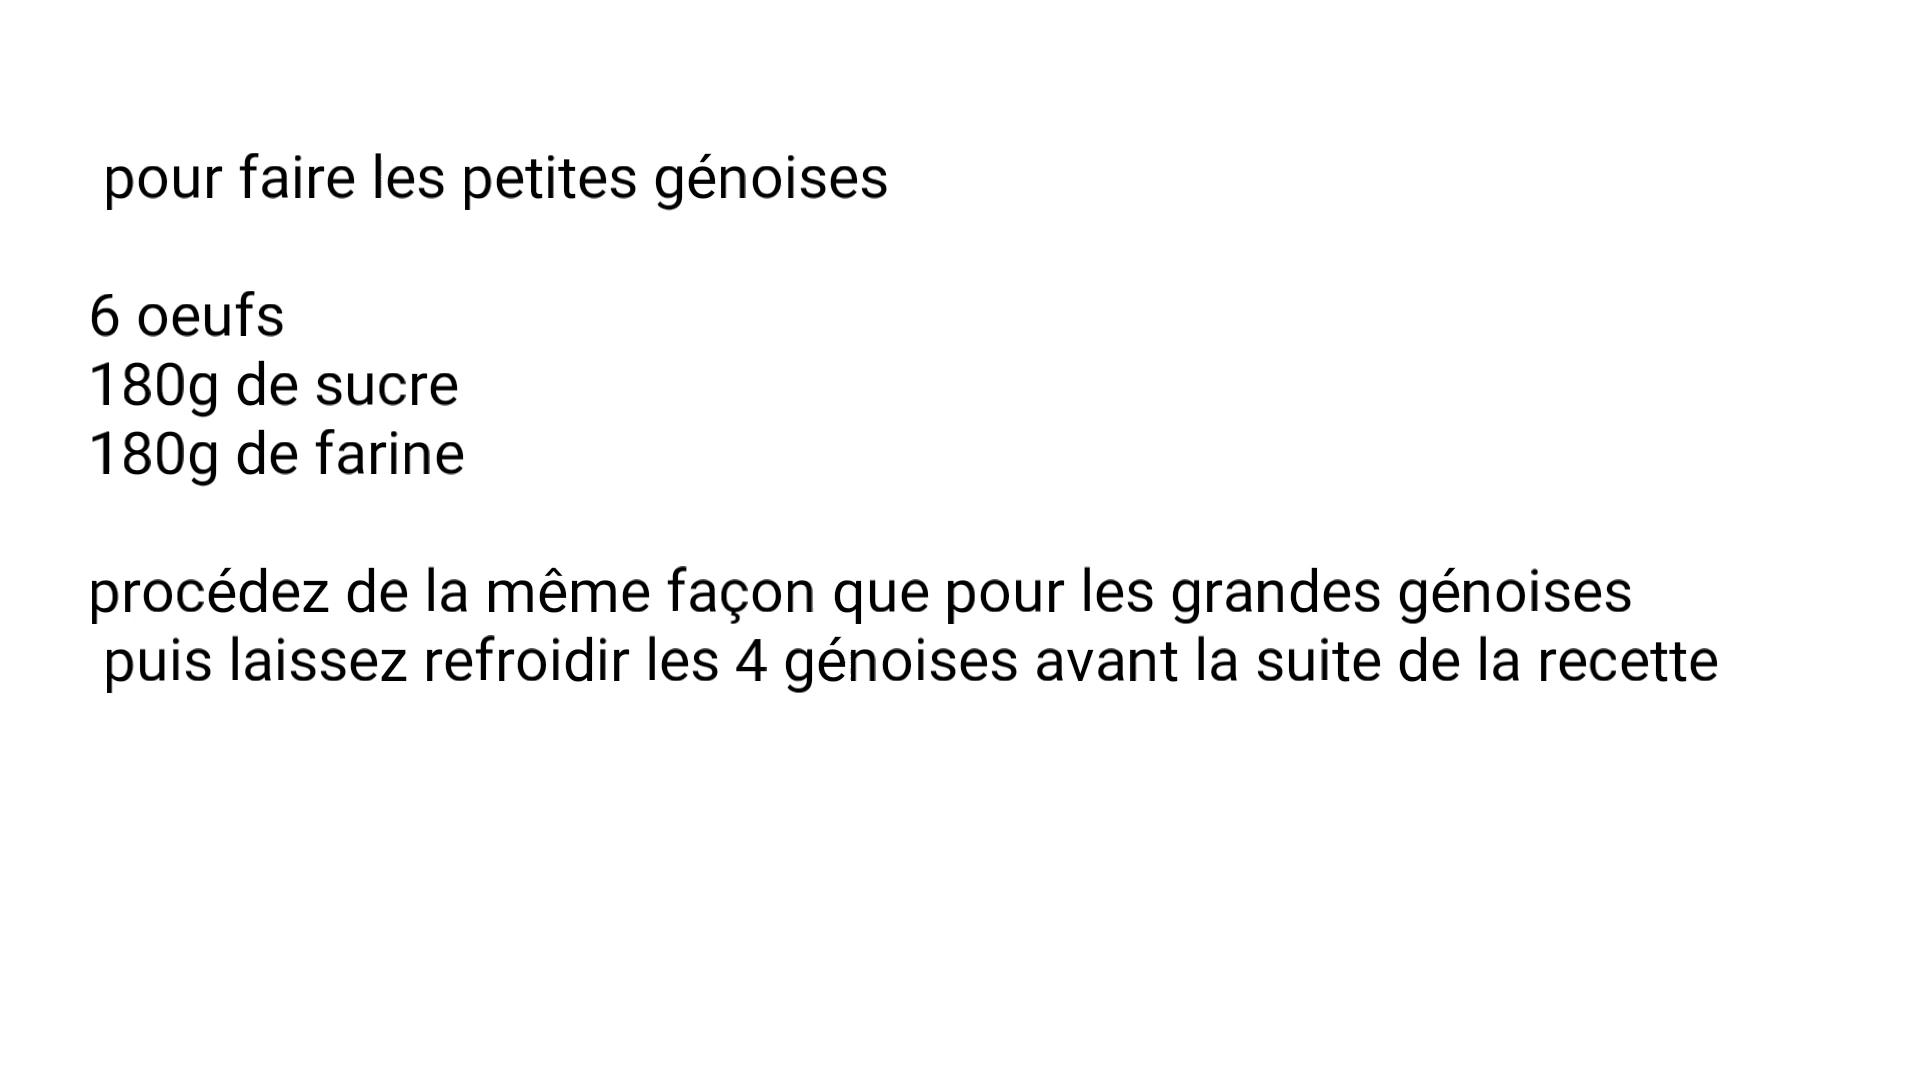 pour faire les petites génoises
6 oeufs
180g de sucre
180g de farine
procédez de la même façon que pour les grandes génoises
puis laissez refroidir les 4 génoises avant la suite de la recette